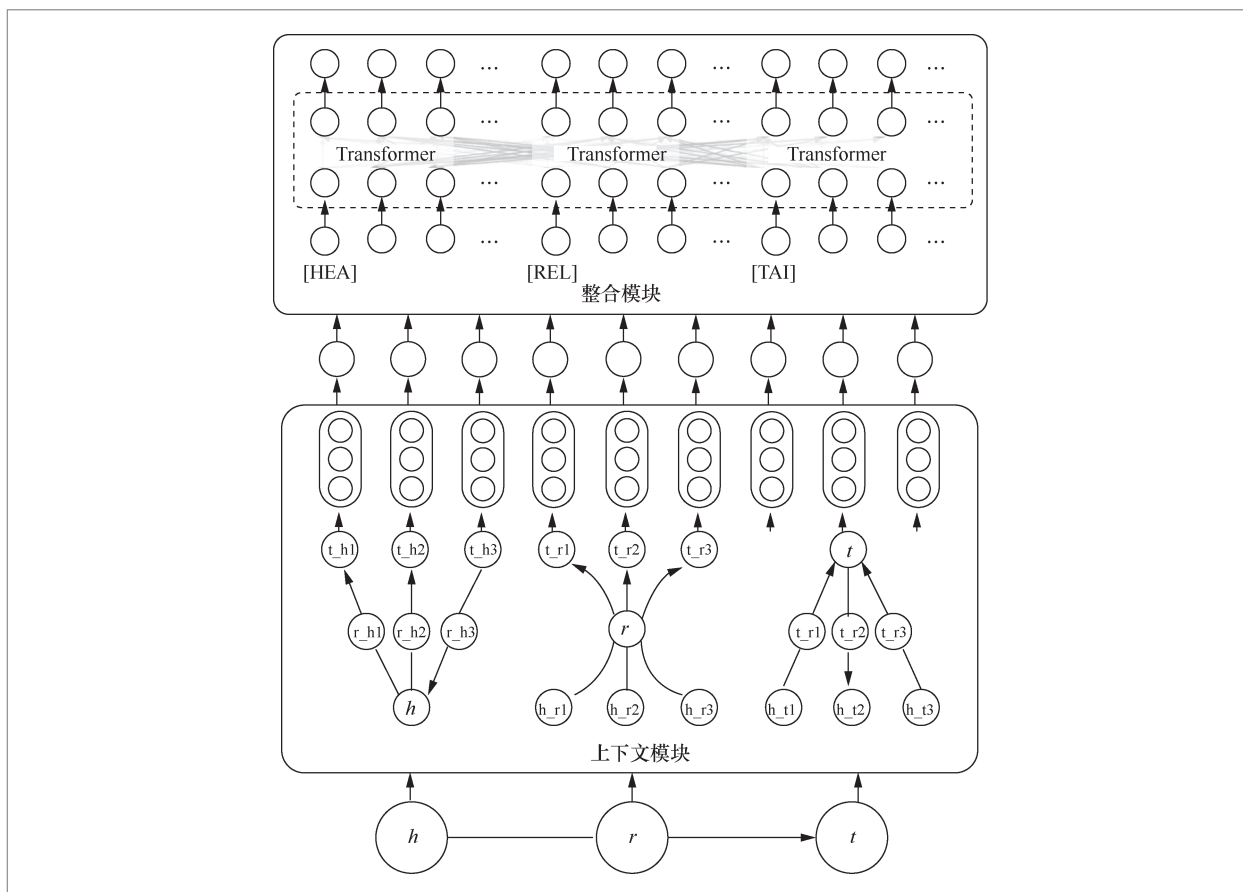 … … … …
… … … …
Transformer Transformer Transformer
… … … …
… … … …
[HEA] [REL] [TAI]
整合模块
t_h1 t_h2 t_h3 t_r1 t_r2 t_r3 t
r_h1 r_h2 r_h3 r t_r1 t_r2 t_r3
h h_r1 h_r2 h_r3 h_t1 h_t2 h_t3
上下文模块
h r t